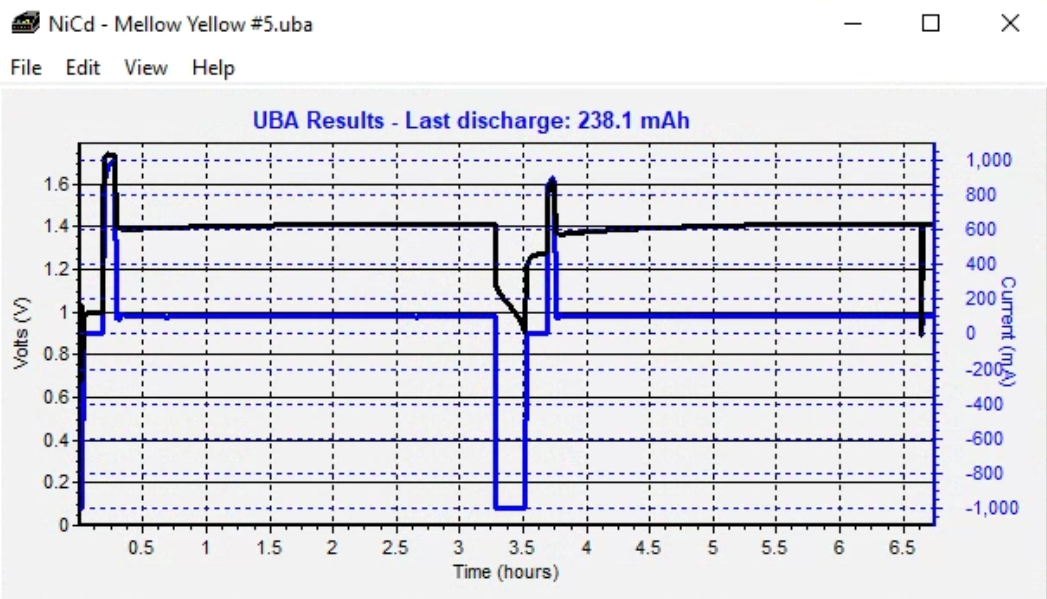 NiCd - Mellow Yellow #5.uba
File Edit View Help
UBA Results - Last discharge: 238.1 mAh
1,000
1.6
800
1.4
600
1.2
400
1
200
0
0.8
-200
0.6
-400
0.4
-600
0.2
-800
0
-1,000
Volts (V)
Current (mA)
0.5 1 1.5 2 2.5 3 3.5 4 4.5 5 5.5 6 6.5
Time (hours)